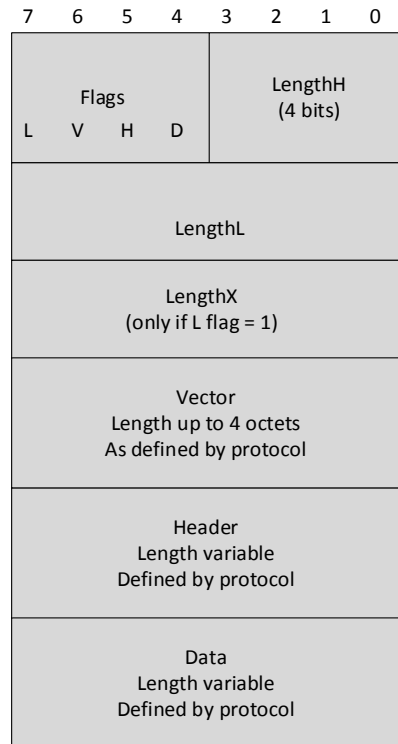 7 6 5 4 3 2 1 0
Flags
L V H D
LengthH
(4 bits)
LengthL
LengthX
(only if L flag = 1)
Vector
Length up to 4 octets
As defined by protocol
Header
Length variable
Defined by protocol
Data
Length variable
Defined by protocol